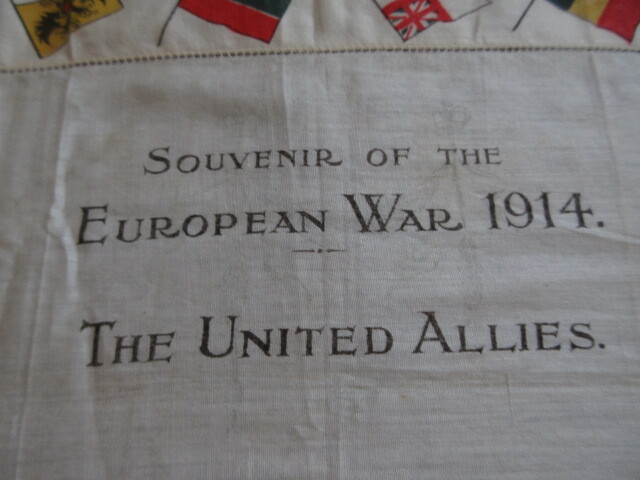 SOUVENIR OF THE
EUROPEAN WAR 1914.
THE UNITED ALLIES.